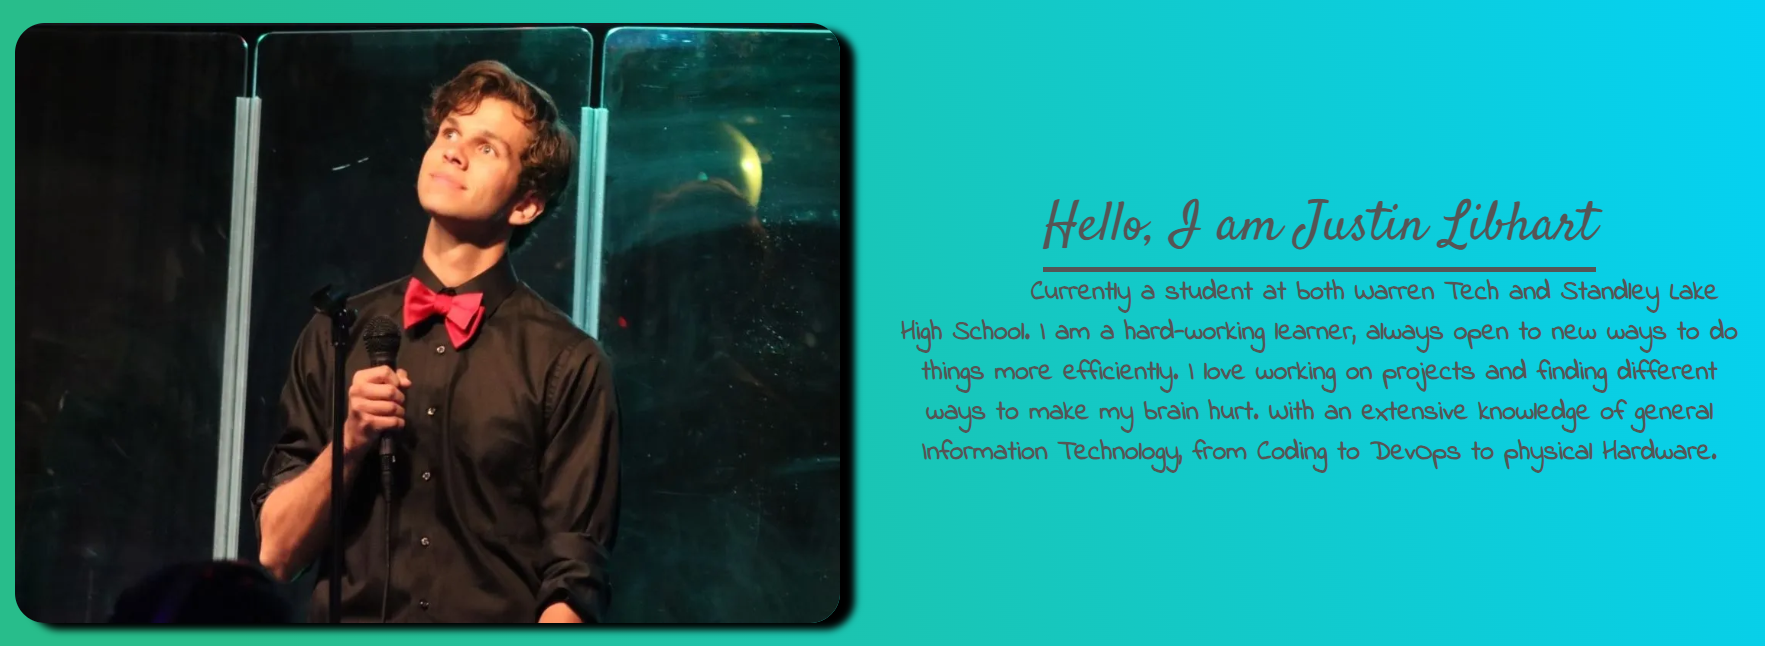 Hello, I am Justin Libhart
Currently a student at both Warren Tech and Standley Lake
High School. I am a hard-working learner, always open to new ways to do
things more efficiently. I love working on projects and finding different
ways to make my brain hurt. With an extensive knowledge of general
Information Technology, from Coding to DevOps to physical Hardware.